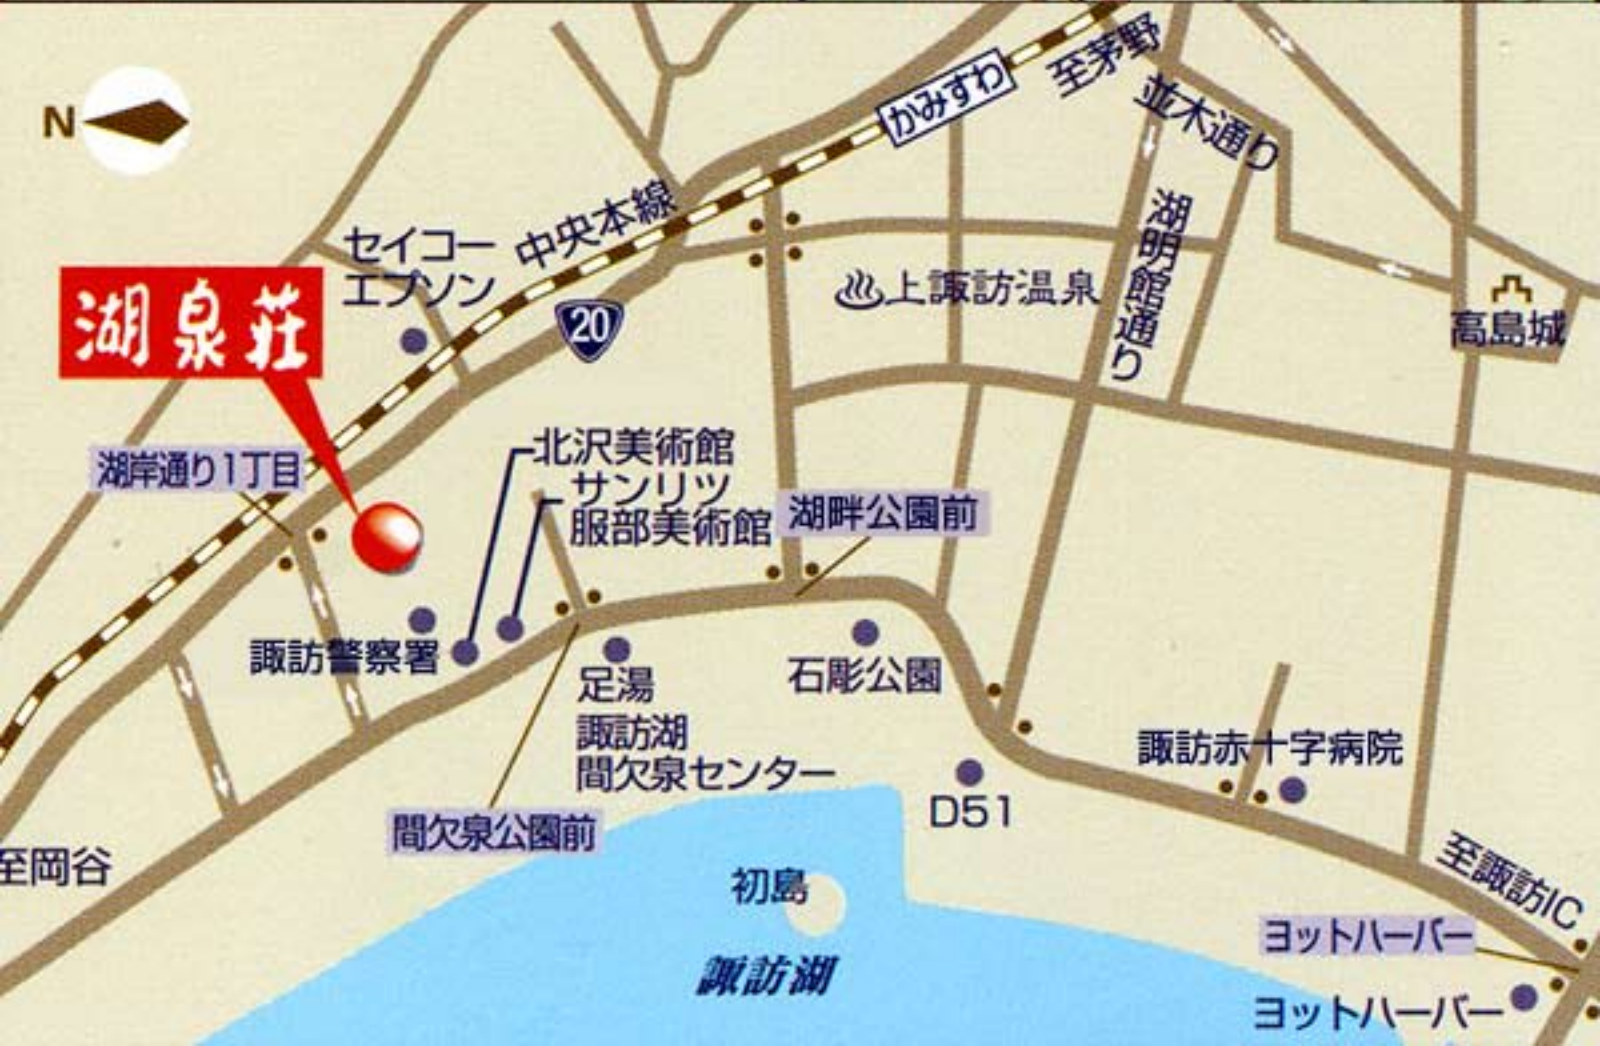 N
かみすわ
至茅野
並木通り
湖明館通り
中央本線
セイコー
エプソン
20
上諏訪温泉
高島城
湖泉荘
湖岸通り1丁目
北沢美術館
サンリツ
服部美術館
湖畔公園前
諏訪警察署
足湯
諏訪湖
間欠泉センター
石彫公園
諏訪赤十字病院
D51
間欠泉公園前
至岡谷
初島
諏訪湖
至諏訪IC
ヨットハーバー
ヨットハーバー